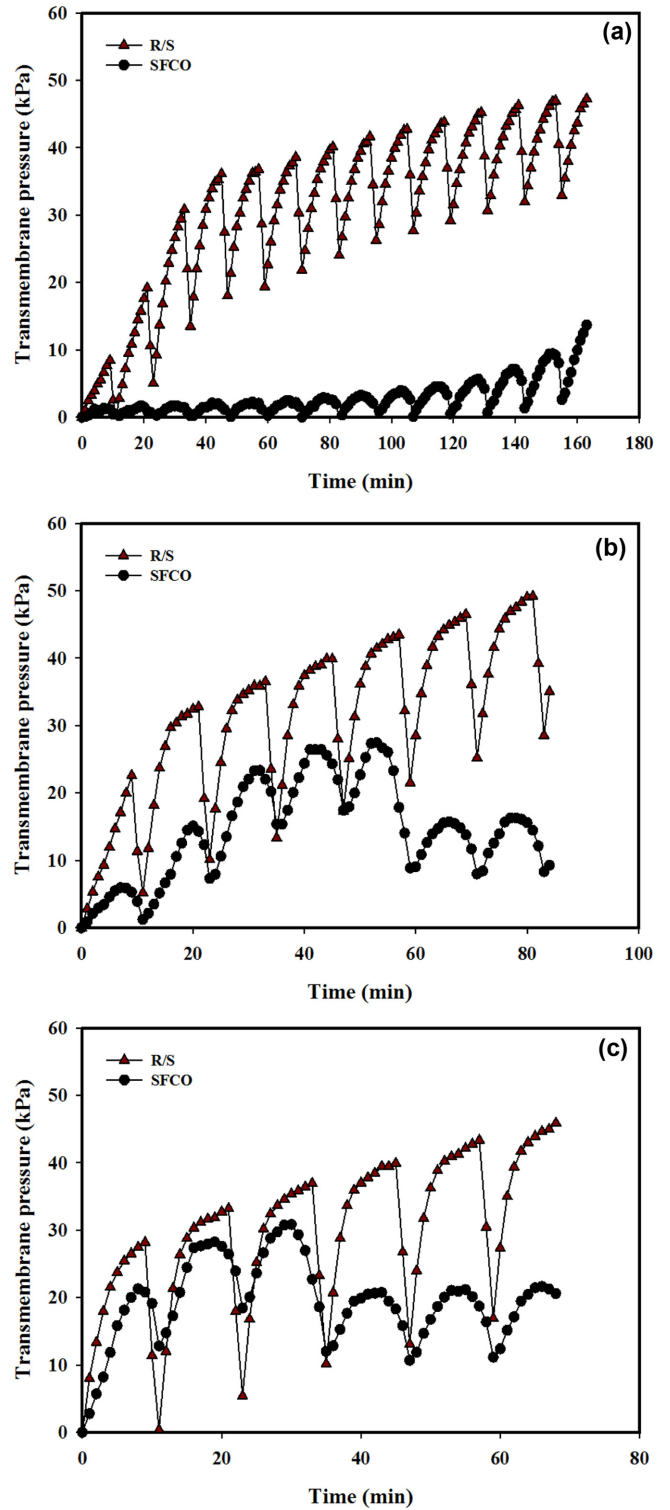 (a)
R/S
SFCO
Transmembrane pressure (kPa)
60
50
40
30
20
10
0
0 20 40 60 80 100 120 140 160 180
Time (min)
(b)
R/S
SFCO
Transmembrane pressure (kPa)
60
50
40
30
20
10
0
0 20 40 60 80 100
Time (min)
(c)
R/S
SFCO
Transmembrane pressure (kPa)
60
50
40
30
20
10
0
0 20 40 60 80
Time (min)